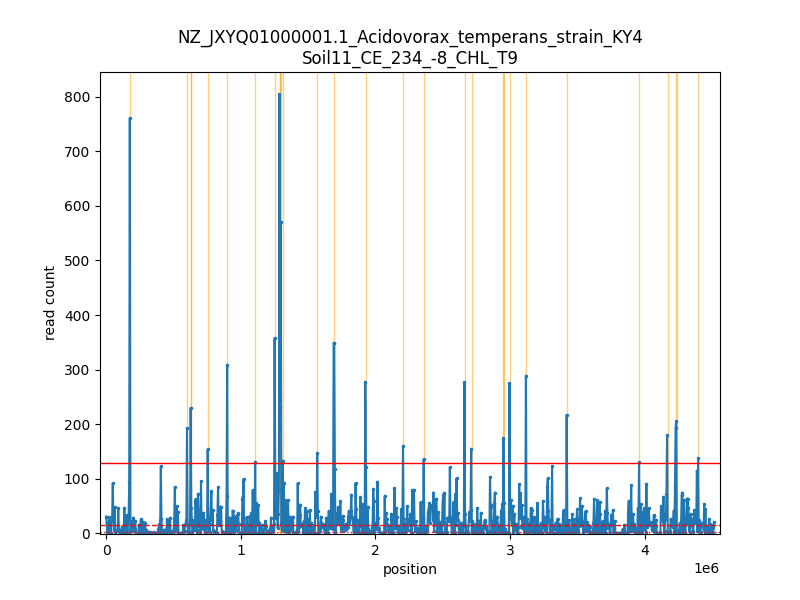 NZ_JXYQ01000001.1_Acidovorax_temperans_strain_KY4
Soil11_CE_234_-8_CHL_T9
800
700
600
500
400
300
200
100
0
read count
0 1 2 3 4
1e6
position